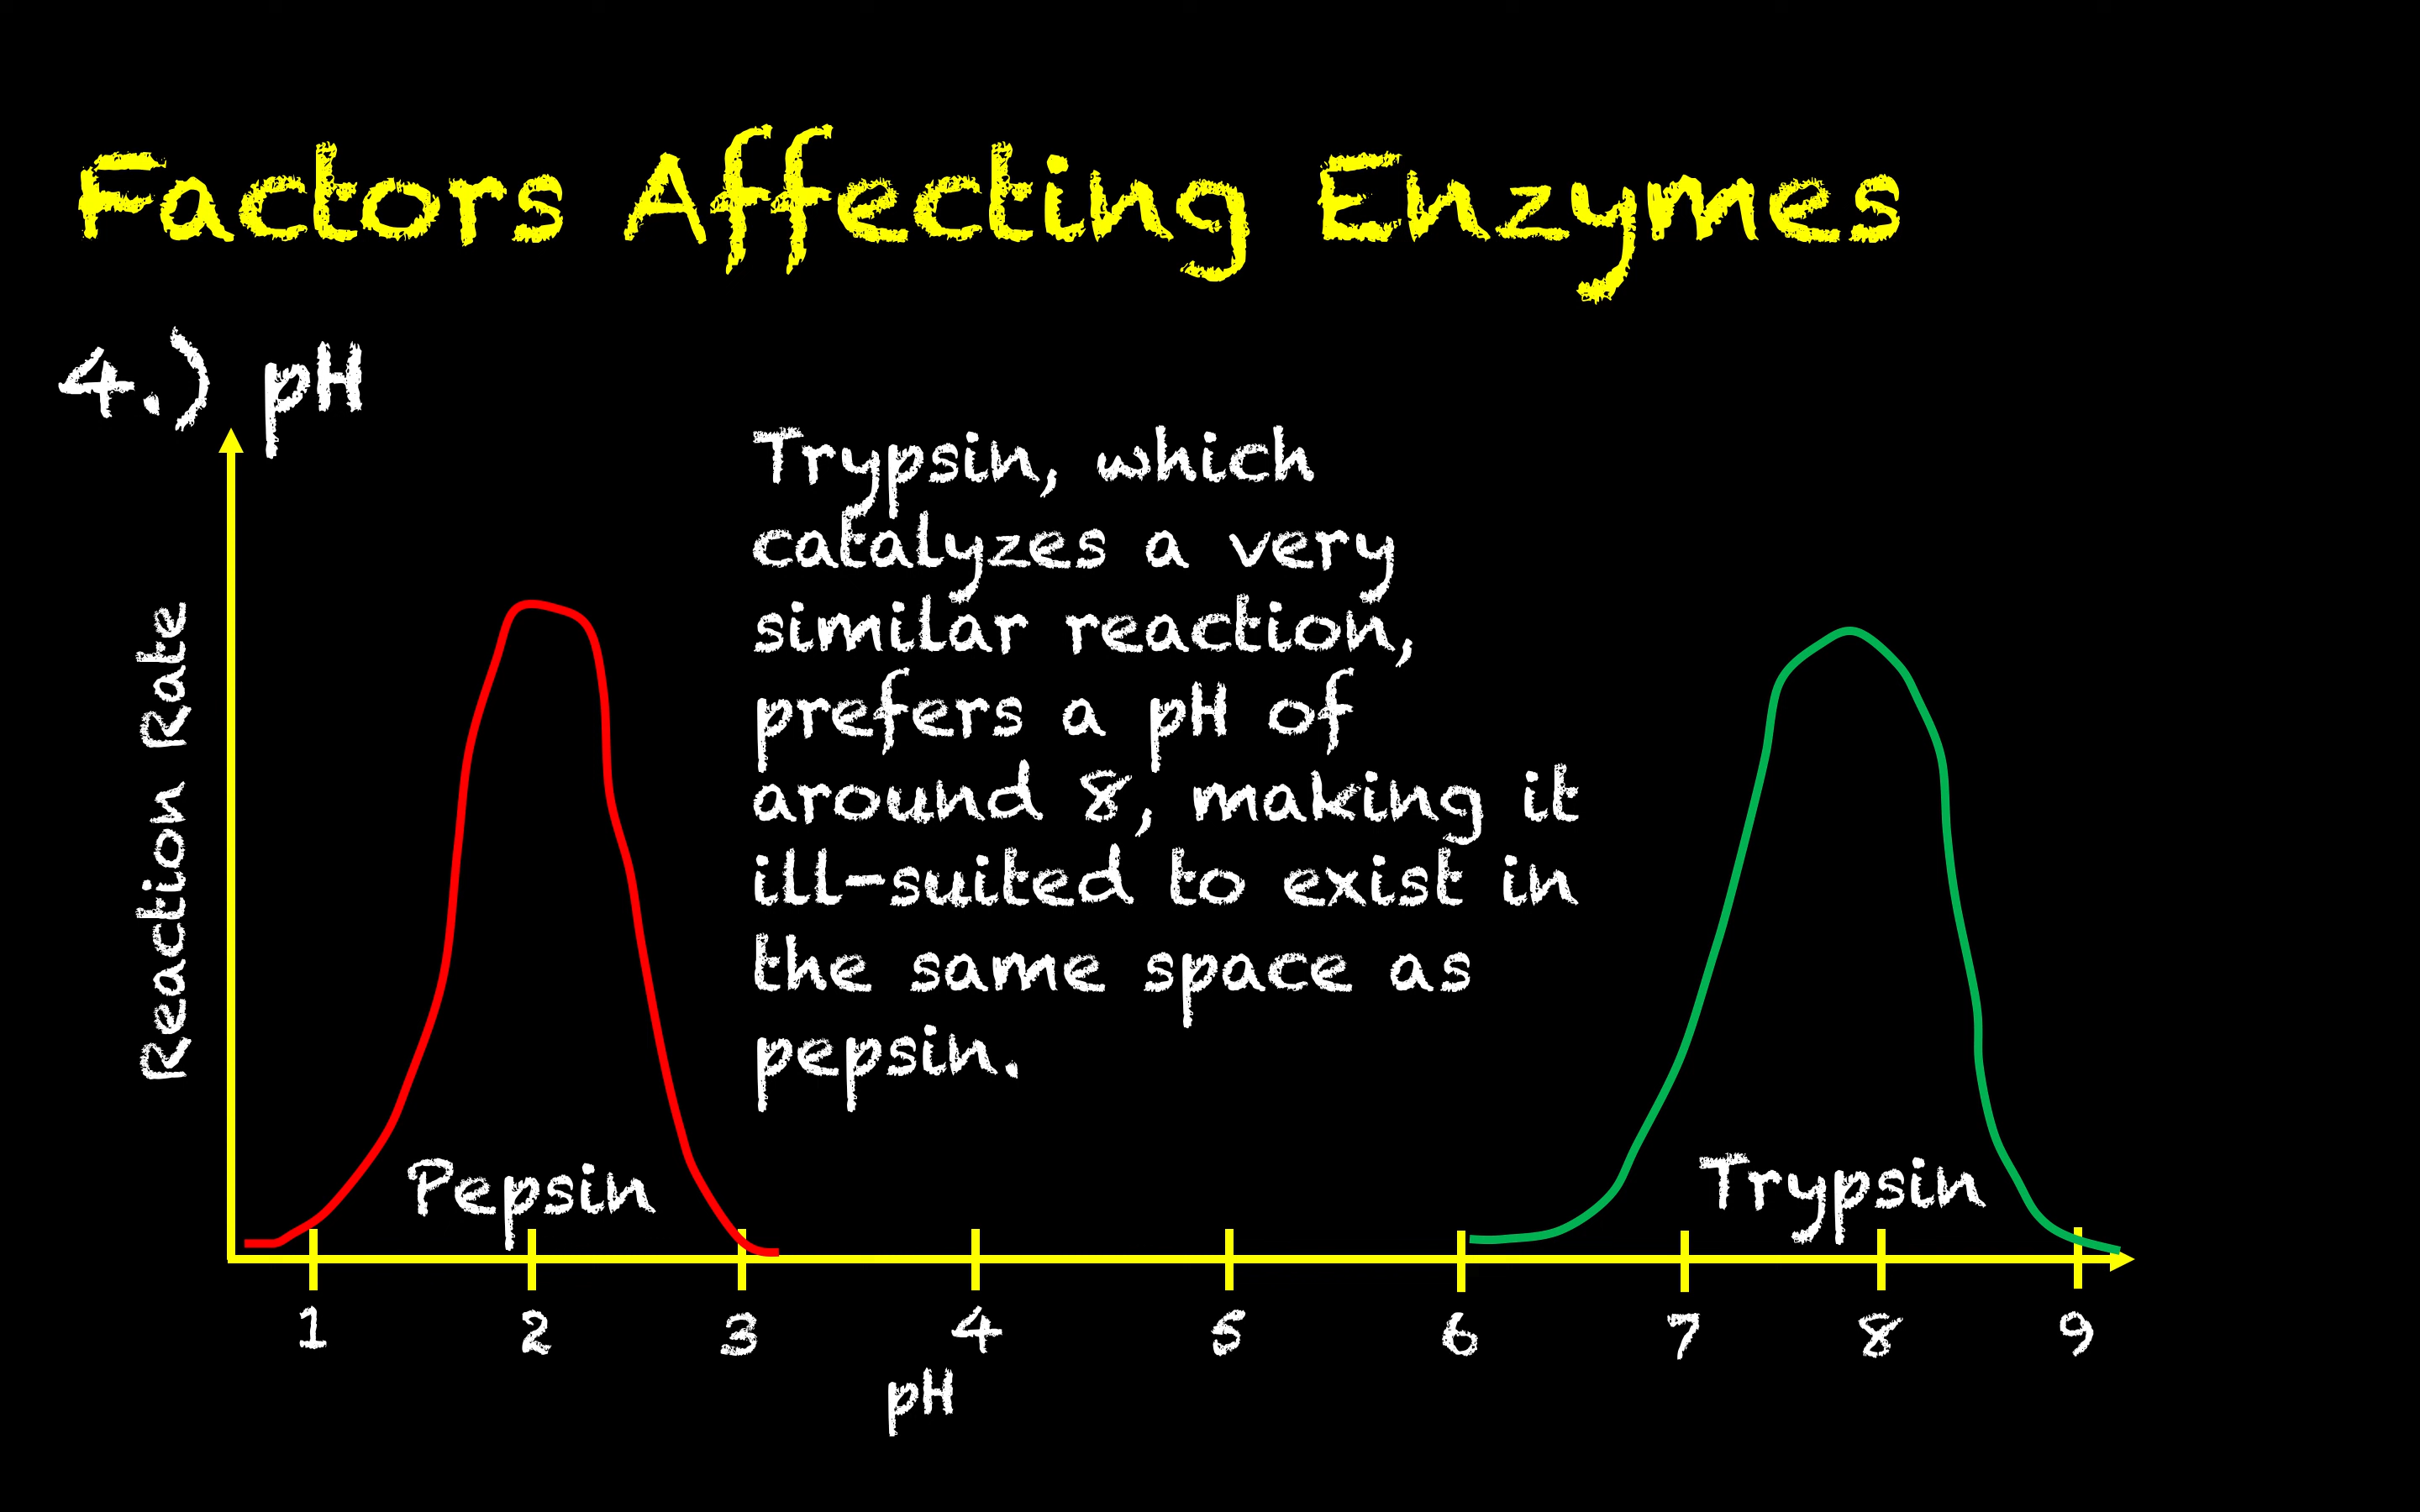 Factors Affecting Enzymes
4.) pH
Trypsin, which
catalyzes a very
similar reaction,
prefers a pH of
around 8, making it
ill-suited to exist in
the same space as
pepsin.
Reaction Rate
Pepsin
Trypsin
1 2 3 4 5 6 7 8 9
pH